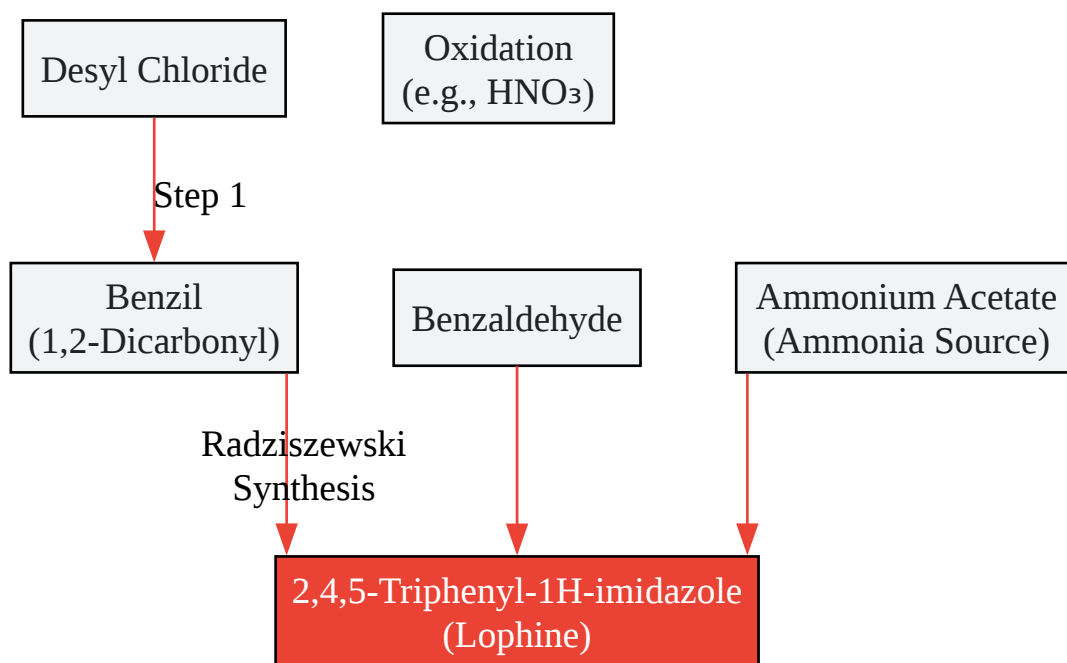 Desyl Chloride
Oxidation
(e.g., HNO₃)
Step 1
Benzil
(1,2-Dicarbonyl)
Benzaldehyde
Ammonium Acetate
(Ammonia Source)
Radziszewski
Synthesis
2,4,5-Triphenyl-1H-imidazole
(Lophine)